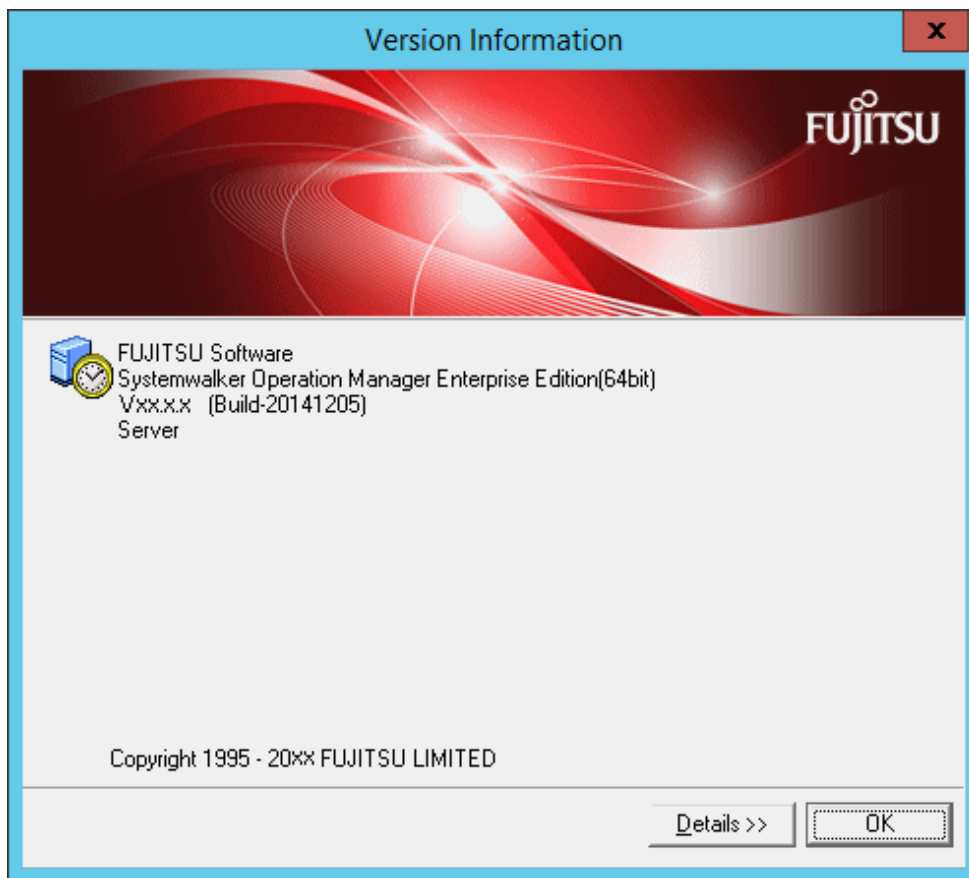 Version Information
x
FUJITSU
FUJITSU Software
Systemwalker Operation Manager Enterprise Edition(64bit)
Vxx.x.x (Build-20141205)
Server
Copyright 1995 - 20xx FUJITSU LIMITED
Details >>
OK